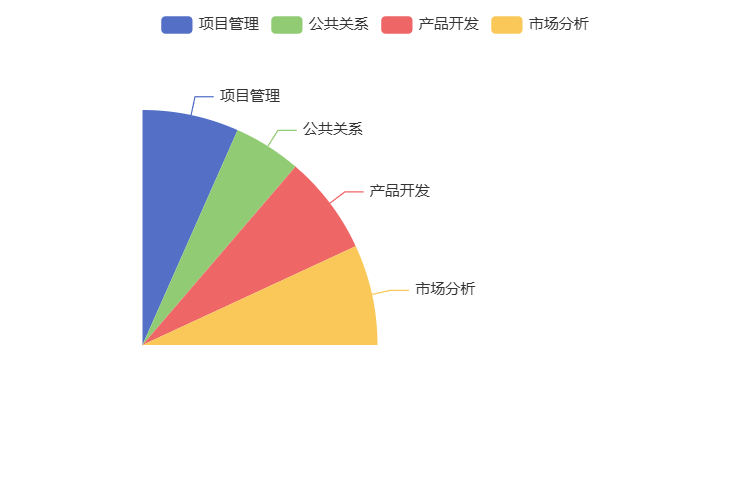 项目管理 公共关系 产品开发 市场分析
项目管理
公共关系
产品开发
市场分析